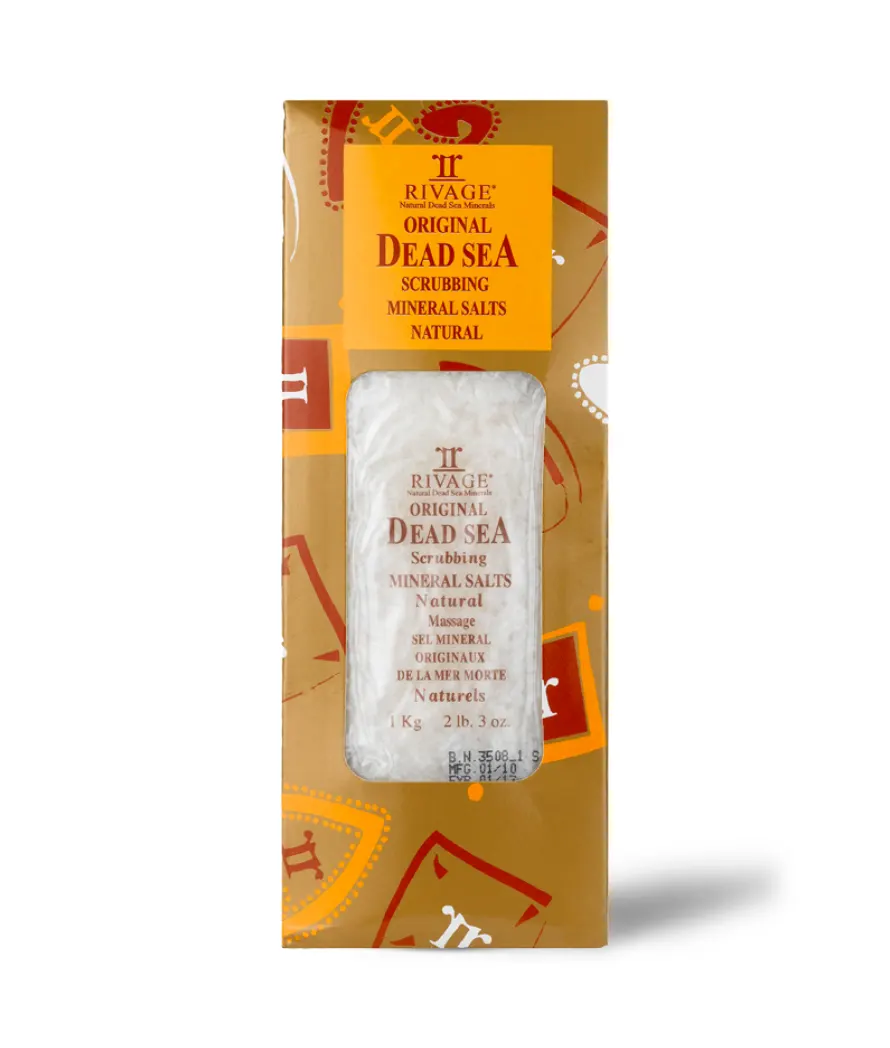 RIVAGE®
Natural Dead Sea Minerals
ORIGINAL
DEAD SEA
SCRUBBING
MINERAL SALTS
NATURAL
RIVAGE®
Natural Dead Sea Minerals
ORIGINAL
DEAD SEA
Scrubbing
MINERAL SALTS
Natural
Massage
SEL MINERAL
ORIGINAUX
DE LA MER MORTE
Naturels
1 Kg 2 lb. 3 oz.
B.N.3508_1 S
MFG.01/10